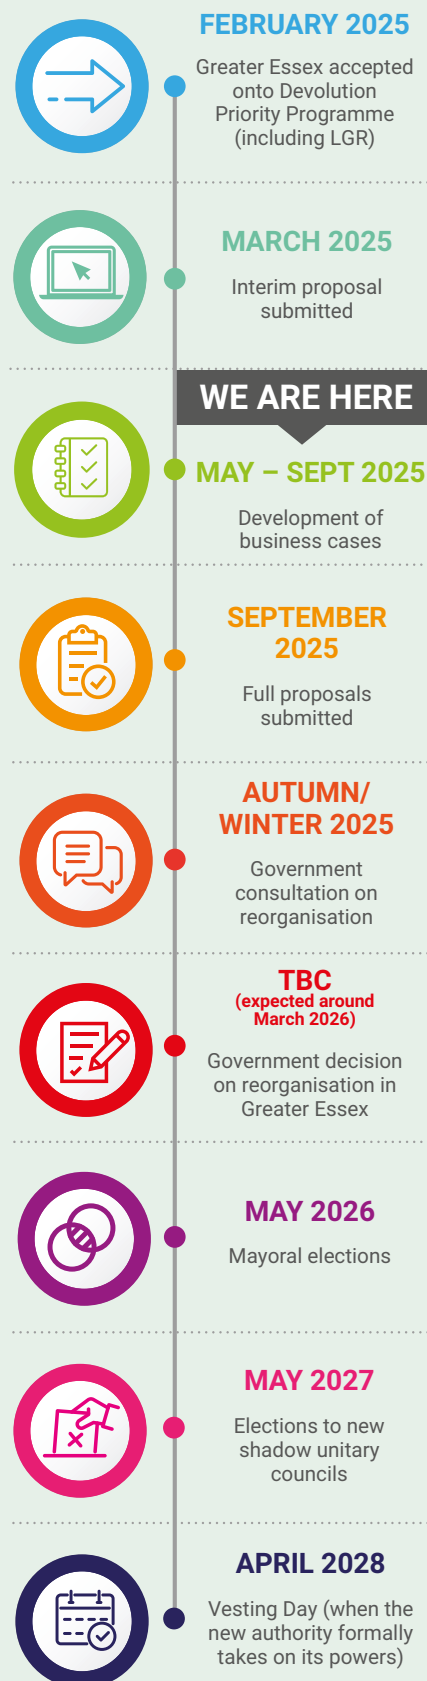 FEBRUARY 2025
Greater Essex accepted
onto Devolution
Priority Programme
(including LGR)
MARCH 2025
Interim proposal
submitted
WE ARE HERE
MAY – SEPT 2025
Development of
business cases
SEPTEMBER
2025
Full proposals
submitted
AUTUMN/
WINTER 2025
Government
consultation on
reorganisation
TBC
(expected around
March 2026)
Government decision
on reorganisation in
Greater Essex
MAY 2026
Mayoral elections
MAY 2027
Elections to new
shadow unitary
councils
APRIL 2028
Vesting Day (when the
new authority formally
takes on its powers)